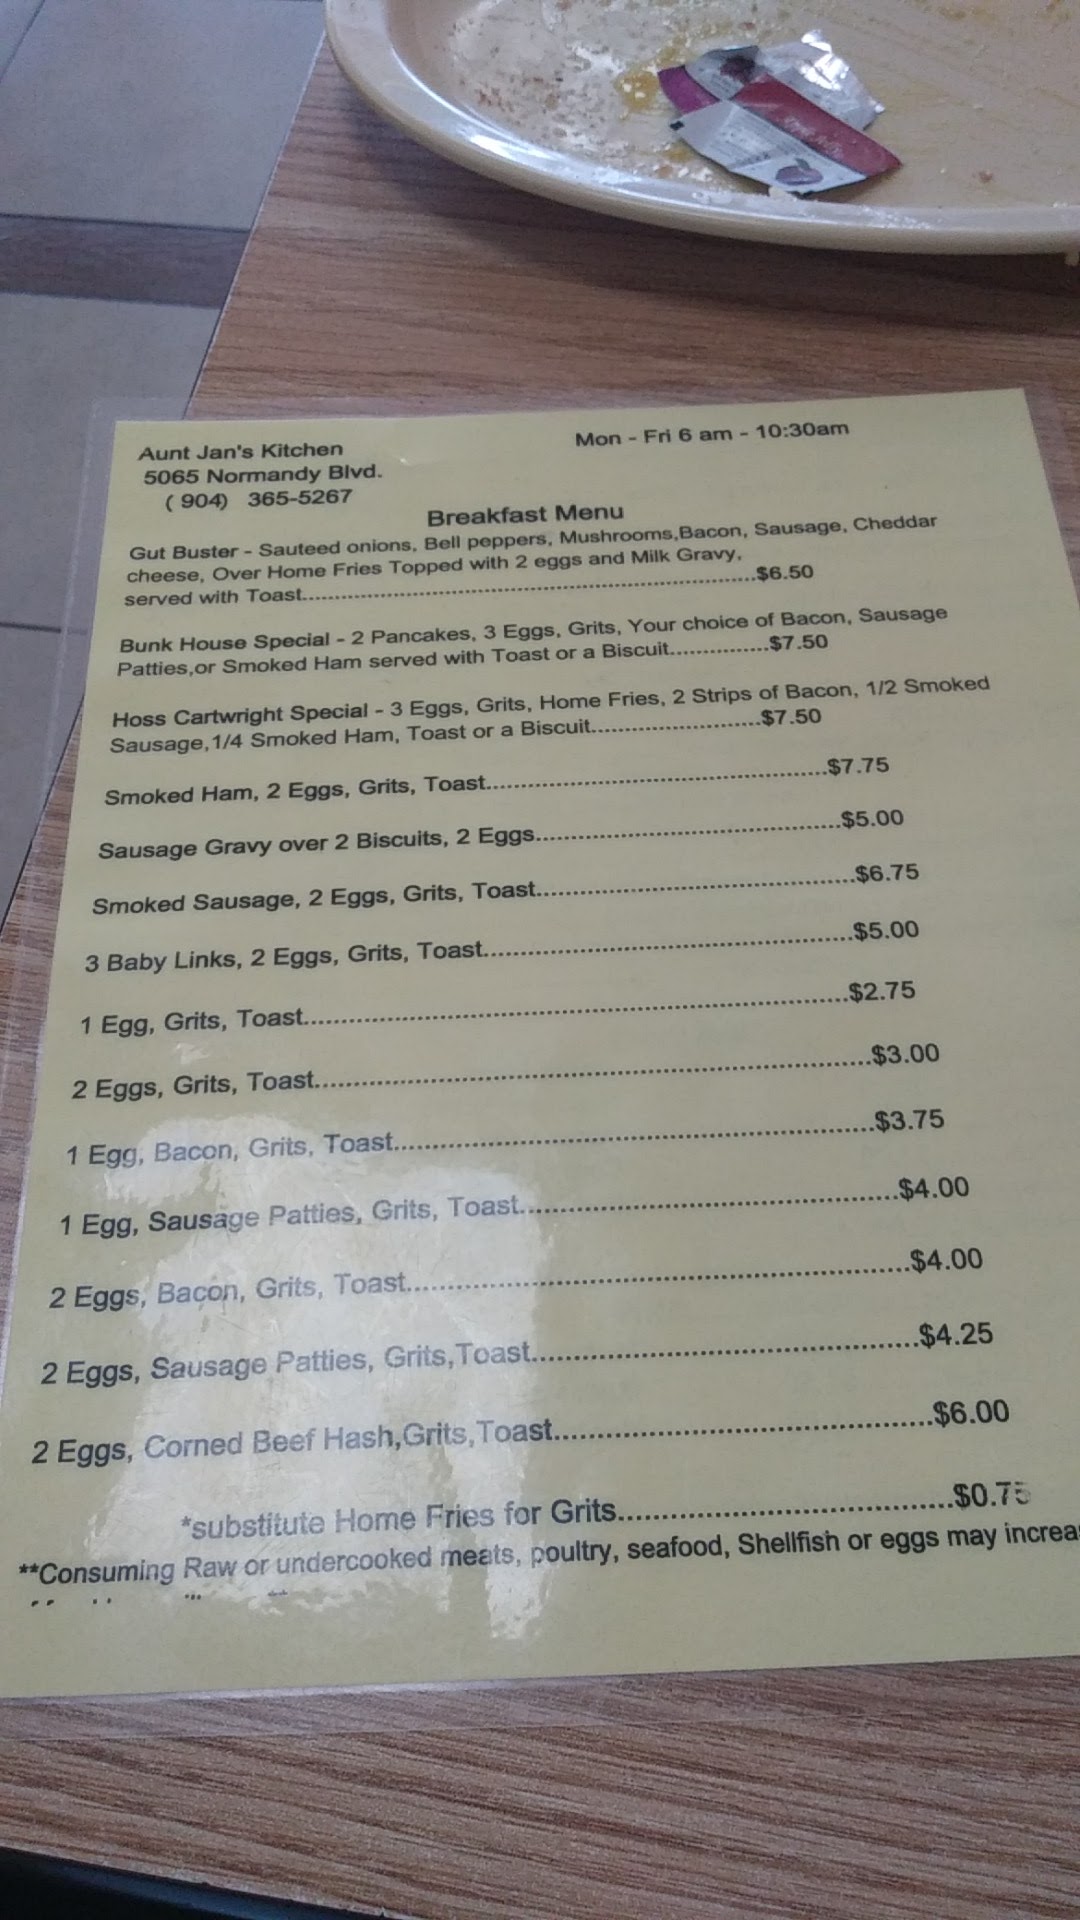 Aunt Jan's Kitchen
Mon - Fri 6 am - 10:30am
5065 Normandy Blvd.
( 904) 365-5267
Breakfast Menu
Gut Buster - Sauteed onions, Bell peppers, Mushrooms,Bacon, Sausage, Cheddar
cheese, Over Home Fries Topped with 2 eggs and Milk Gravy,
served with Toast..........$6.50
Bunk House Special - 2 Pancakes, 3 Eggs, Grits, Your choice of Bacon, Sausage
Patties,or Smoked Ham served with Toast or a Biscuit..........$7.50
Hoss Cartwright Special - 3 Eggs, Grits, Home Fries, 2 Strips of Bacon, 1/2 Smoked
Sausage,1/4 Smoked Ham, Toast or a Biscuit..........$7.50
Smoked Ham, 2 Eggs, Grits, Toast..........$7.75
Sausage Gravy over 2 Biscuits, 2 Eggs..........$5.00
Smoked Sausage, 2 Eggs, Grits, Toast..........$6.75
3 Baby Links, 2 Eggs, Grits, Toast..........$5.00
1 Egg, Grits, Toast..........$2.75
2 Eggs, Grits, Toast..........$3.00
1 Egg, Bacon, Grits, Toast..........$3.75
1 Egg, Sausage Patties, Grits, Toast..........$4.00
2 Eggs, Bacon, Grits, Toast..........$4.00
2 Eggs, Sausage Patties, Grits,Toast..........$4.25
2 Eggs, Corned Beef Hash,Grits,Toast..........$6.00
*substitute Home Fries for Grits..........$0.75
**Consuming Raw or undercooked meats, poultry, seafood, Shellfish or eggs may increa